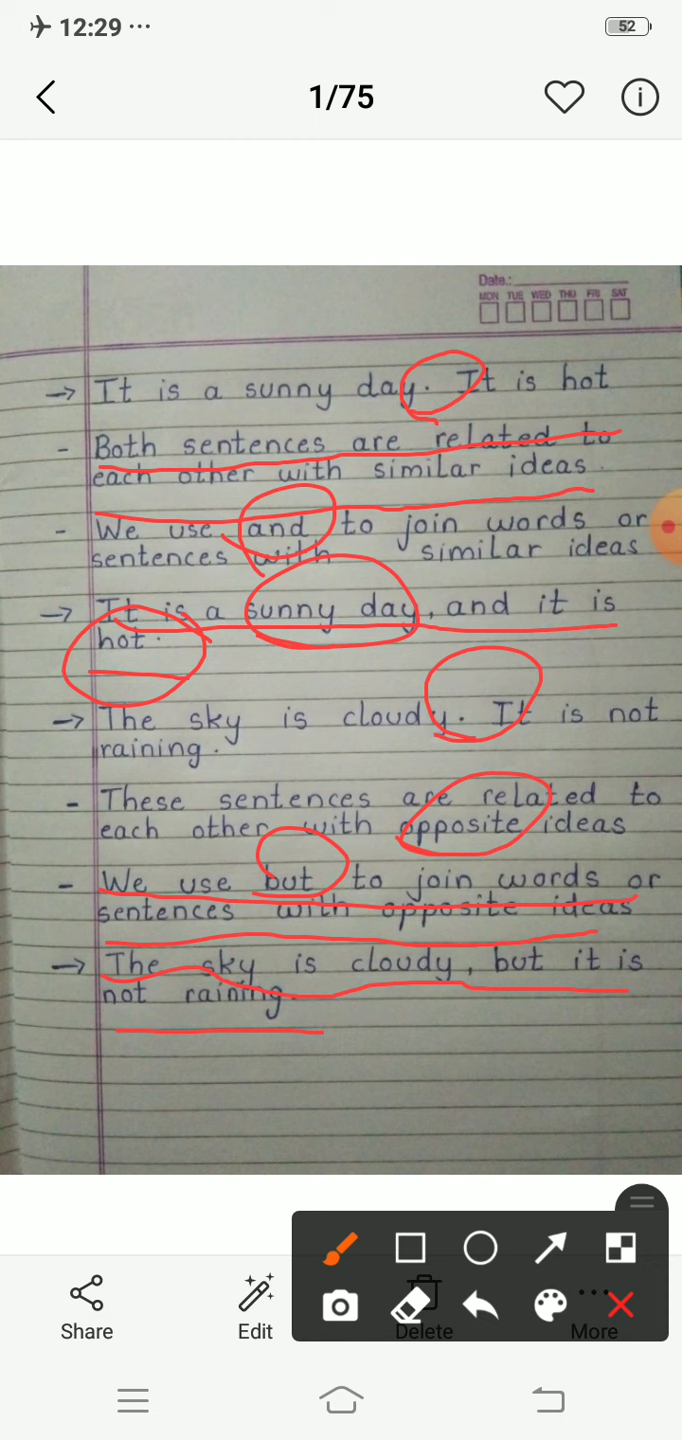 12:29 ...
52
1/75
Date:
MON TUE WED THU FRI SAT
→ It is a sunny day. It is hot
- Both sentences are related to
each other with similar ideas.
- We use and to join words or
sentences with similar ideas
→ It is a sunny day, and it is
hot.
→ The sky is cloudy. It is not
raining.
- These sentences are related to
each other with opposite ideas
- We use but to join words or
sentences with opposite ideas
→ The sky is cloudy, but it is
not raining.
Share Edit Delete More